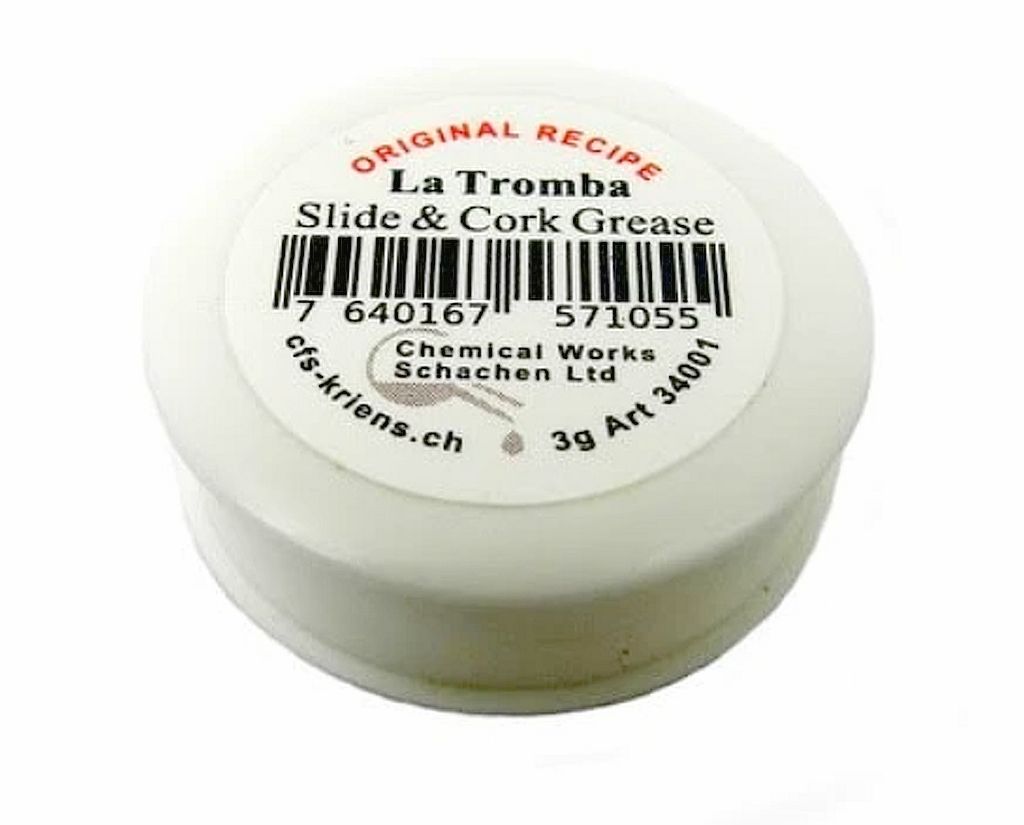 ORIGINAL RECIPE
La Tromba
Slide & Cork Grease
7 640167 571055
Chemical Works
Schachen Ltd
cfs-kriens.ch
3g Art 34001